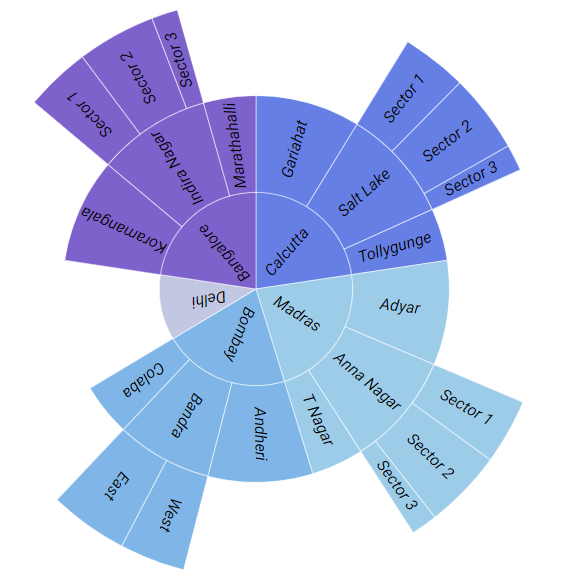 Calcutta
Gariahat
Salt Lake
Sector 1
Sector 2
Sector 3
Tollygunge
Madras
Adyar
Anna Nagar
Sector 1
Sector 2
Sector 3
T Nagar
Bombay
Andheri
Bandra
West
East
Colaba
Delhi
Bangalore
Koramangala
Indira Nagar
Sector 1
Sector 2
Sector 3
Marathahalli